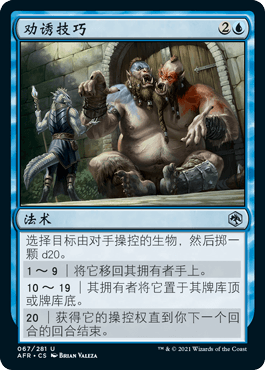 劝诱技巧 2
法术
选择目标由对手操控的生物，然后掷一
颗 d20。
1 ~ 9 | 将它移回其拥有者手上。
10 ~ 19 | 其拥有者将它置于其牌库顶
或牌库底。
20 | 获得它的操控权直到你下一个回
合的回合结束。
067/281 U
AFR • CS BRIAN VALEZA
™ & © 2021 Wizards of the Coast